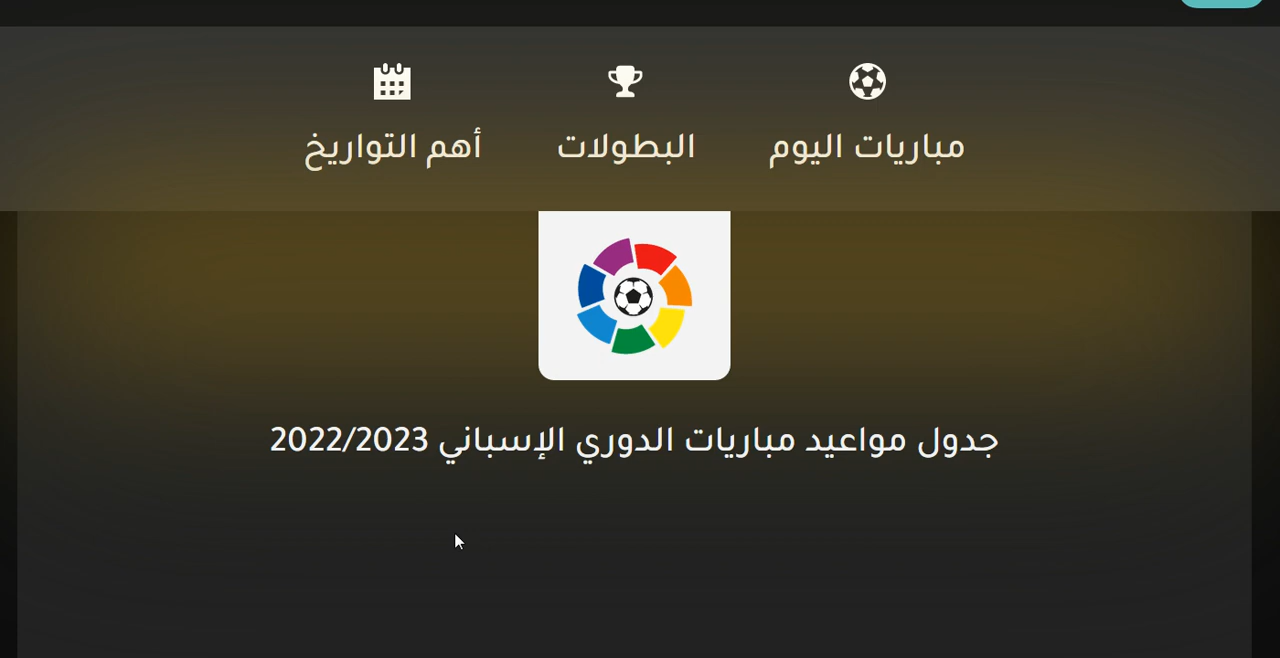 مباريات اليوم
البطولات
أهم التواريخ
جدول مواعيد مباريات الدوري الإسباني 2022/2023